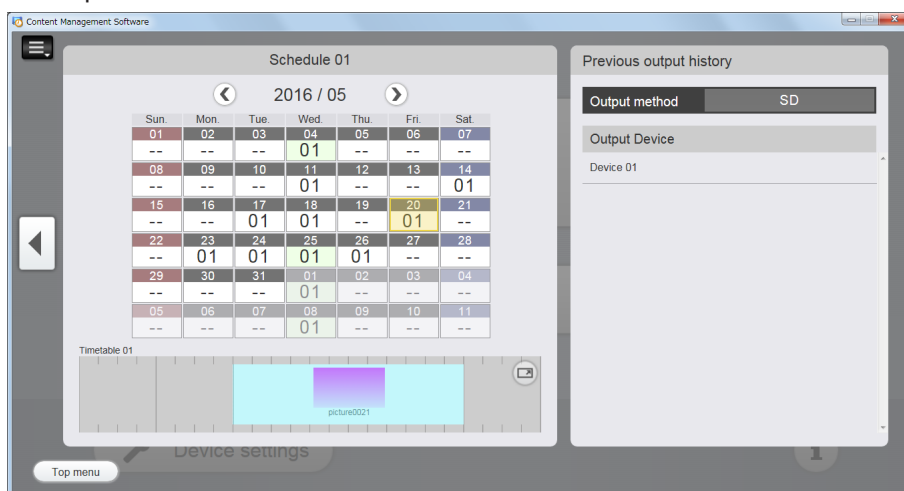 Content Management Software
Schedule 01
2016 / 05
Sun. Mon. Tue. Wed. Thu. Fri. Sat.
01 02 03 04 05 06 07
-- -- -- 01 -- -- --
08 09 10 11 12 13 14
-- -- -- 01 -- -- 01
15 16 17 18 19 20 21
-- -- 01 01 -- 01 --
22 23 24 25 26 27 28
-- 01 01 01 01 -- --
29 30 31 01 02 03 04
-- -- -- 01 -- -- --
05 06 07 08 09 10 11
-- -- -- 01 -- -- --
Timetable 01
picture0021
Previous output history
Output method SD
Output Device
Device 01
Device settings
Top menu